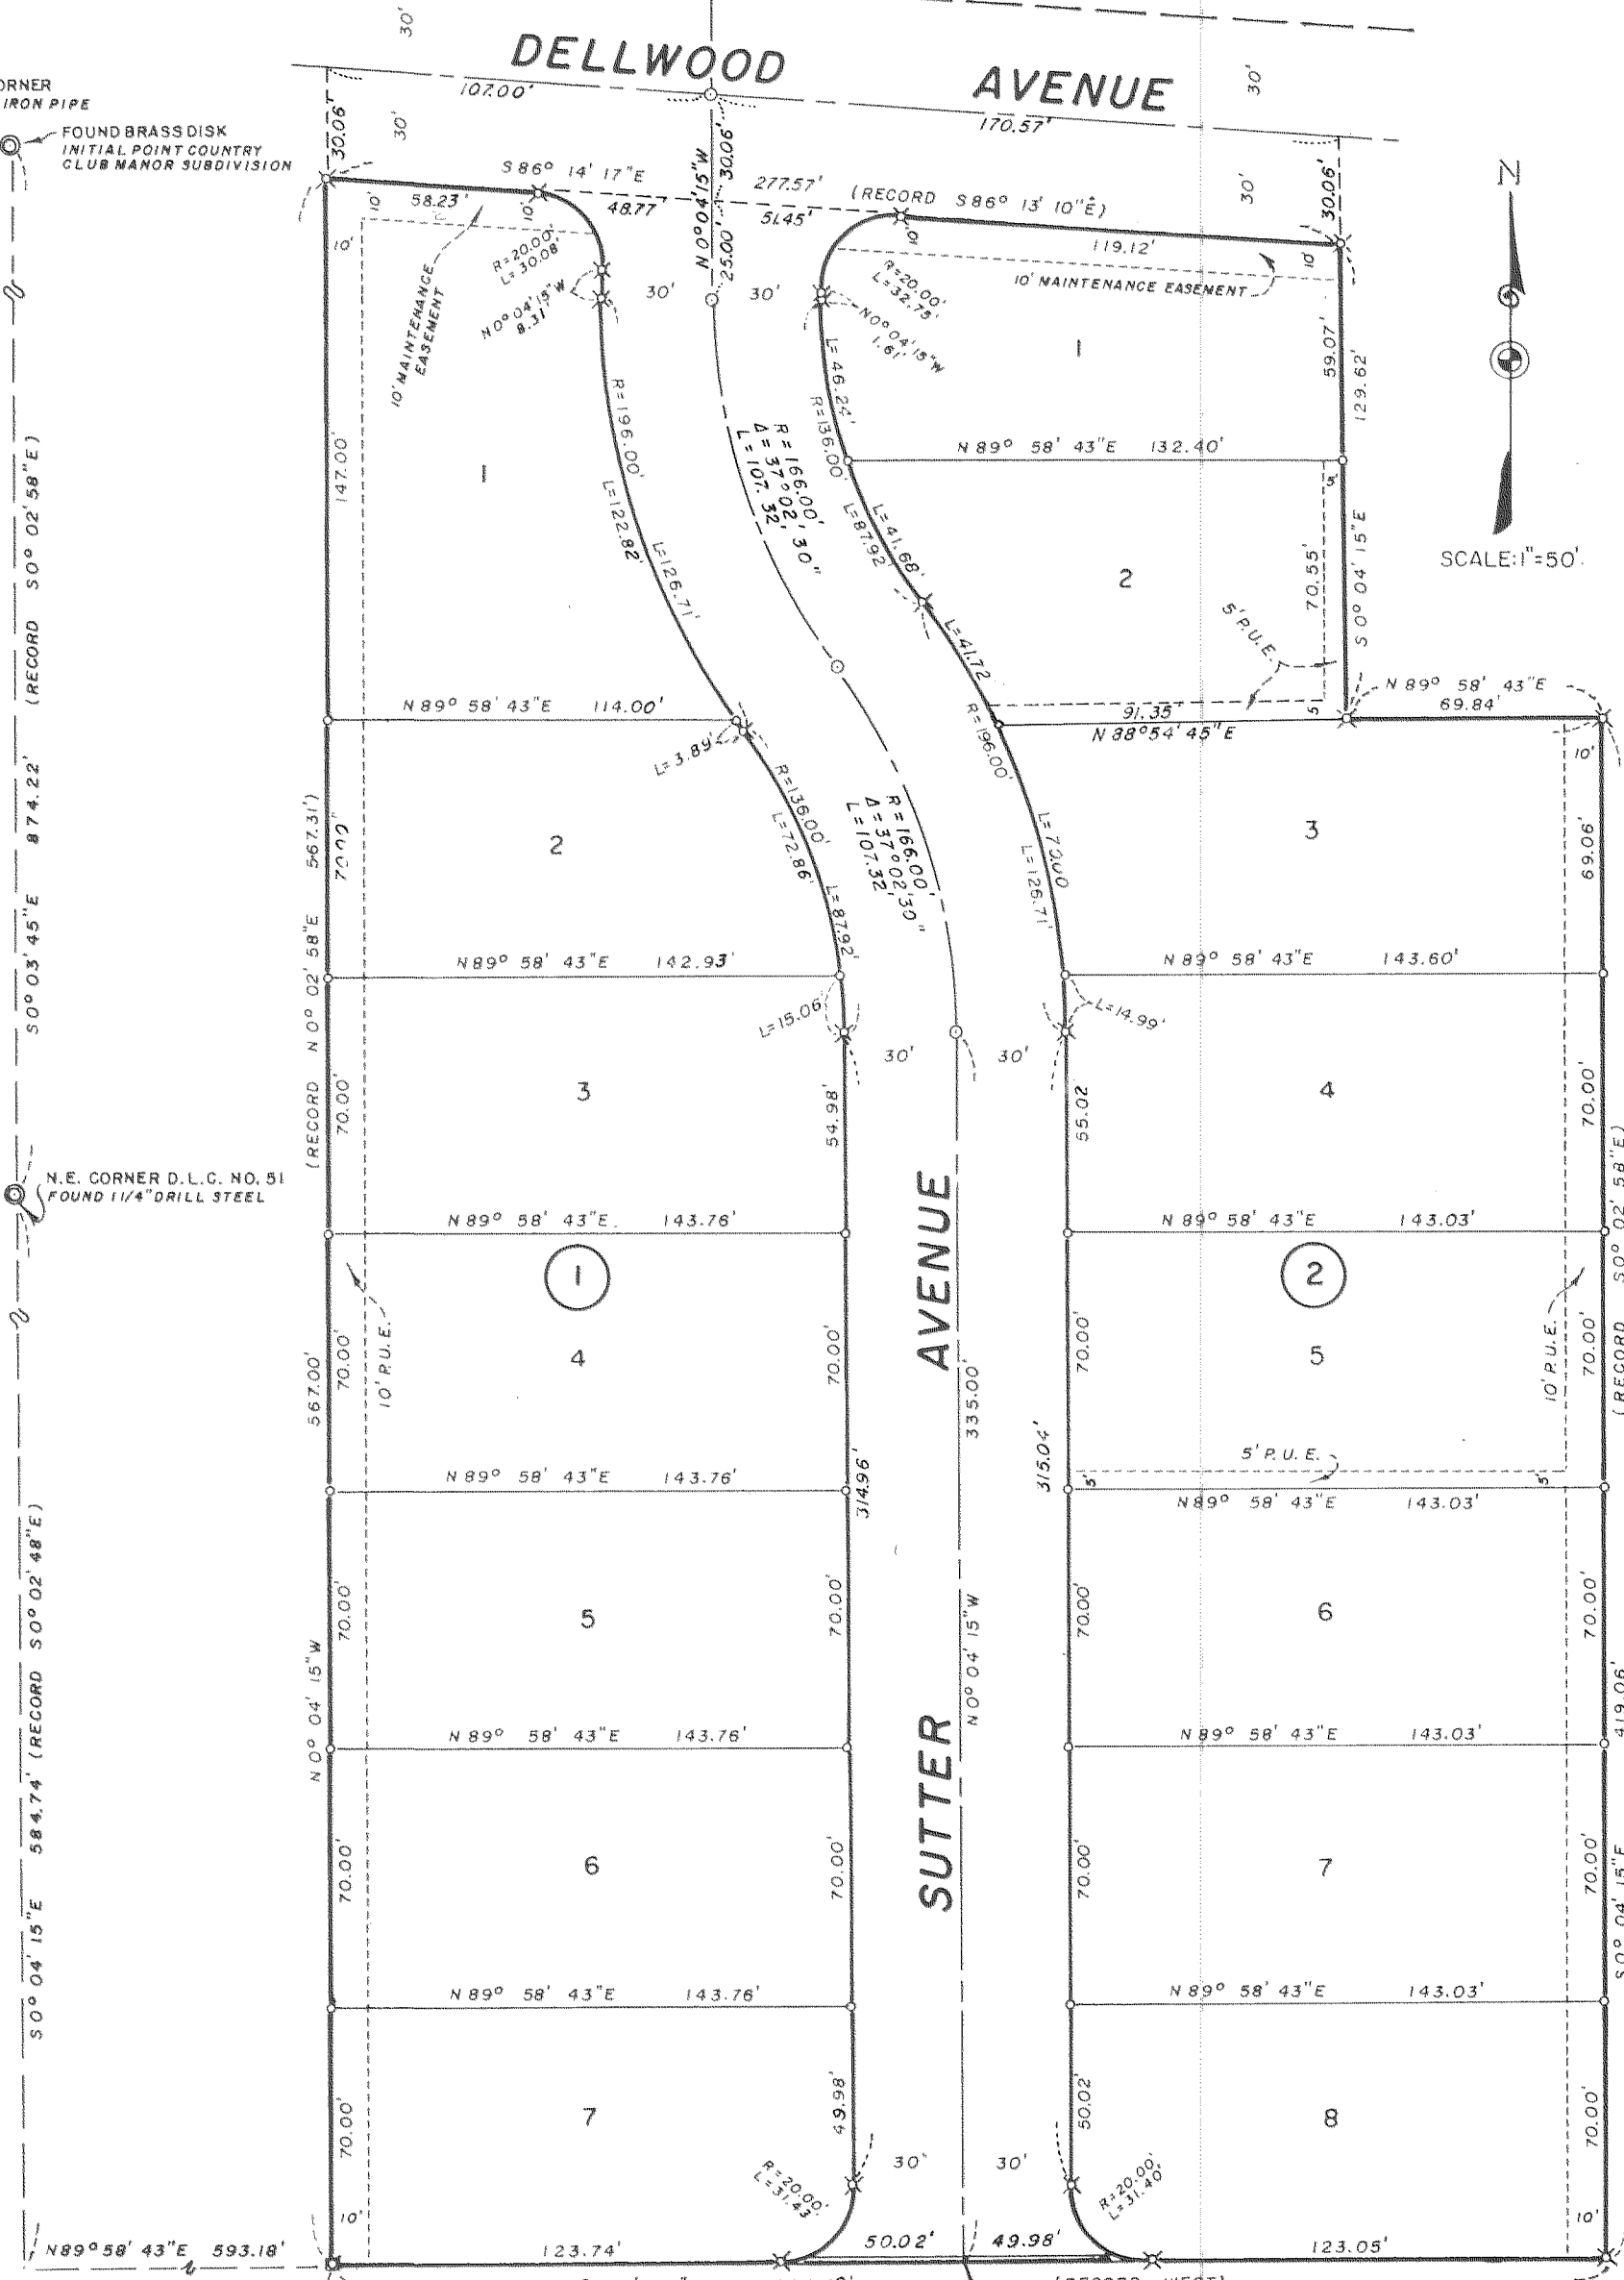 DELLWOOD AVENUE
30'
30'
107.00'
170.57'
ORNER
IRON PIPE
FOUND BRASS DISK
INITIAL POINT COUNTRY
CLUB MANOR SUBDIVISION
30.06'
30'
N 0° 04' 15" W
30.06'
25.00'
30'
30.06'
S 86° 14' 17" E
277.57'
(RECORD S 86° 13' 10" E)
58.23'
48.77'
51.45'
119.12'
10'
10'
10'
10'
10'
10' MAINTENANCE
EASEMENT
10' MAINTENANCE EASEMENT
R=20.00'
L=30.08'
N 0° 04' 15" W
8.31'
30'
30'
R=20.00'
L=32.75'
N 0° 04' 15" W
1.61'
1
59.07'
129.62'
N
SCALE: 1"=50'
147.00'
1
R=196.00'
L=122.82'
L=126.71'
R=166.00'
Δ=37°02'30"
L=107.32
L=46.24'
R=136.00'
N 89° 58' 43" E 132.40'
L=41.68'
L=87.92'
2
5'
70.55'
S 0° 04' 15" E
5' P.U.E.
L=41.72
91.35'
N 88° 54' 45" E
5'
N 89° 58' 43" E
69.84'
N 89° 58' 43" E 114.00'
L=3.89'
R=136.00'
L=72.86'
L=87.92'
R=166.00'
Δ=37°02'30"
L=107.32
R=196.00'
L=70.00
L=126.71'
10'
S 0° 03' 45" E 874.22' (RECORD S 0° 02' 58" E)
(RECORD N 0° 02' 58" E 567.31')
2
3
69.06'
N 89° 58' 43" E 142.93'
N 89° 58' 43" E 143.60'
L=15.06'
L=14.99'
30'
30'
3
70.00'
54.98'
55.02
4
70.00'
N.E. CORNER D.L.C. NO. 51
FOUND 1 1/4" DRILL STEEL
N 89° 58' 43" E 143.76'
N 89° 58' 43" E 143.03'
1
2
10' P.U.E.
10' P.U.E.
567.00'
70.00'
4
70.00'
SUTTER AVENUE
335.00'
70.00'
5
70.00'
(RECORD S 0° 02' 58" E)
5' P.U.E.
5'
5'
N 89° 58' 43" E 143.76'
N 89° 58' 43" E 143.03'
314.96'
315.04'
S 0° 04' 15" E 584.74' (RECORD S 0° 02' 48" E)
N 0° 04' 15" W
70.00'
5
70.00'
N 0° 04' 15" W
70.00'
6
70.00'
N 89° 58' 43" E 143.76'
N 89° 58' 43" E 143.03'
419.06'
S 0° 04' 15" E
70.00'
6
70.00'
70.00'
7
70.00'
N 89° 58' 43" E 143.76'
N 89° 58' 43" E 143.03'
70.00'
7
49.98'
50.02'
8
70.00'
30'
30'
R=20.00'
L=31.43'
R=20.00'
L=31.40'
10'
10'
N 89° 58' 43" E 593.18'
123.74'
50.02'
49.98'
123.05'